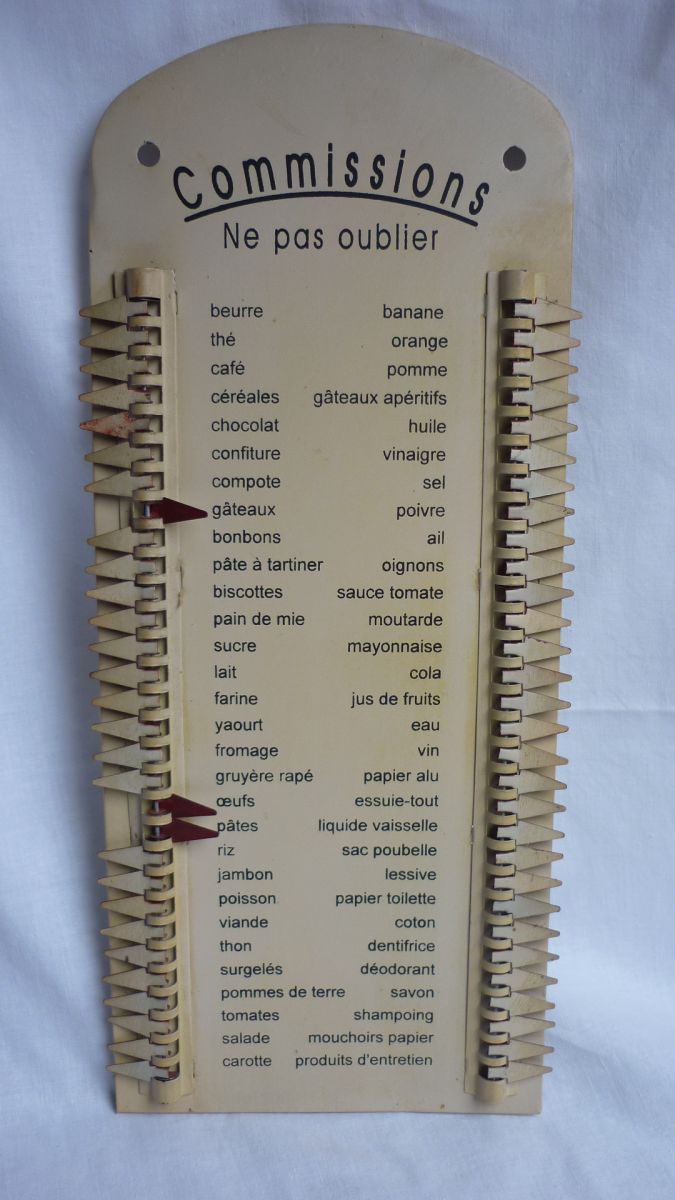 Commissions
Ne pas oublier
beurre banane
thé orange
café pomme
céréales gâteaux apéritifs
chocolat huile
confiture vinaigre
compote sel
gâteaux poivre
bonbons ail
pâte à tartiner oignons
biscottes sauce tomate
pain de mie moutarde
sucre mayonnaise
lait cola
farine jus de fruits
yaourt eau
fromage vin
gruyère rapé papier alu
œufs essuie-tout
pâtes liquide vaisselle
riz sac poubelle
jambon lessive
poisson papier toilette
viande coton
thon dentifrice
surgelés déodorant
pommes de terre savon
tomates shampoing
salade mouchoirs papier
carotte produits d'entretien